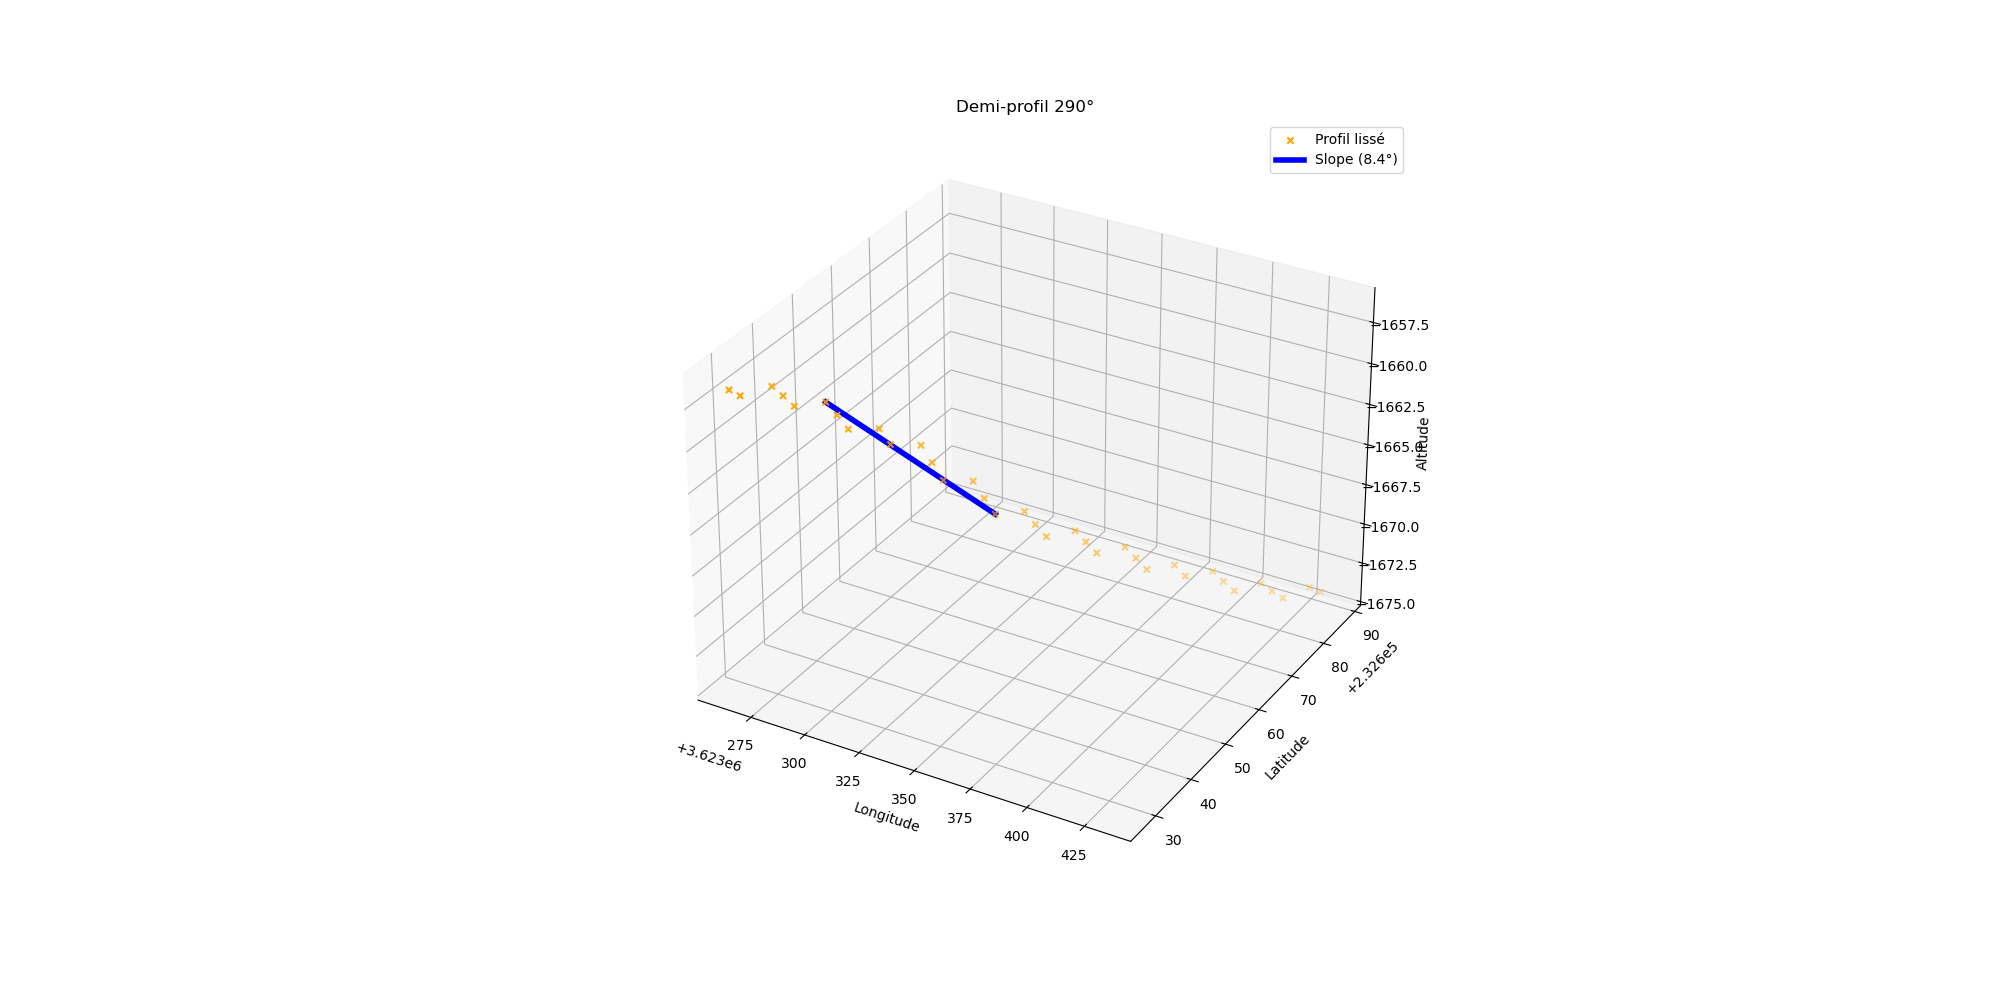 Demi-profil 290°
Profil lissé
Slope (8.4°)
−1657.5
−1660.0
−1662.5
−1665.0
−1667.5
−1670.0
−1672.5
−1675.0
Altitude
90
80
70
60
50
40
30
+2.326e5
Latitude
275
300
325
350
375
400
425
+3.623e6
Longitude